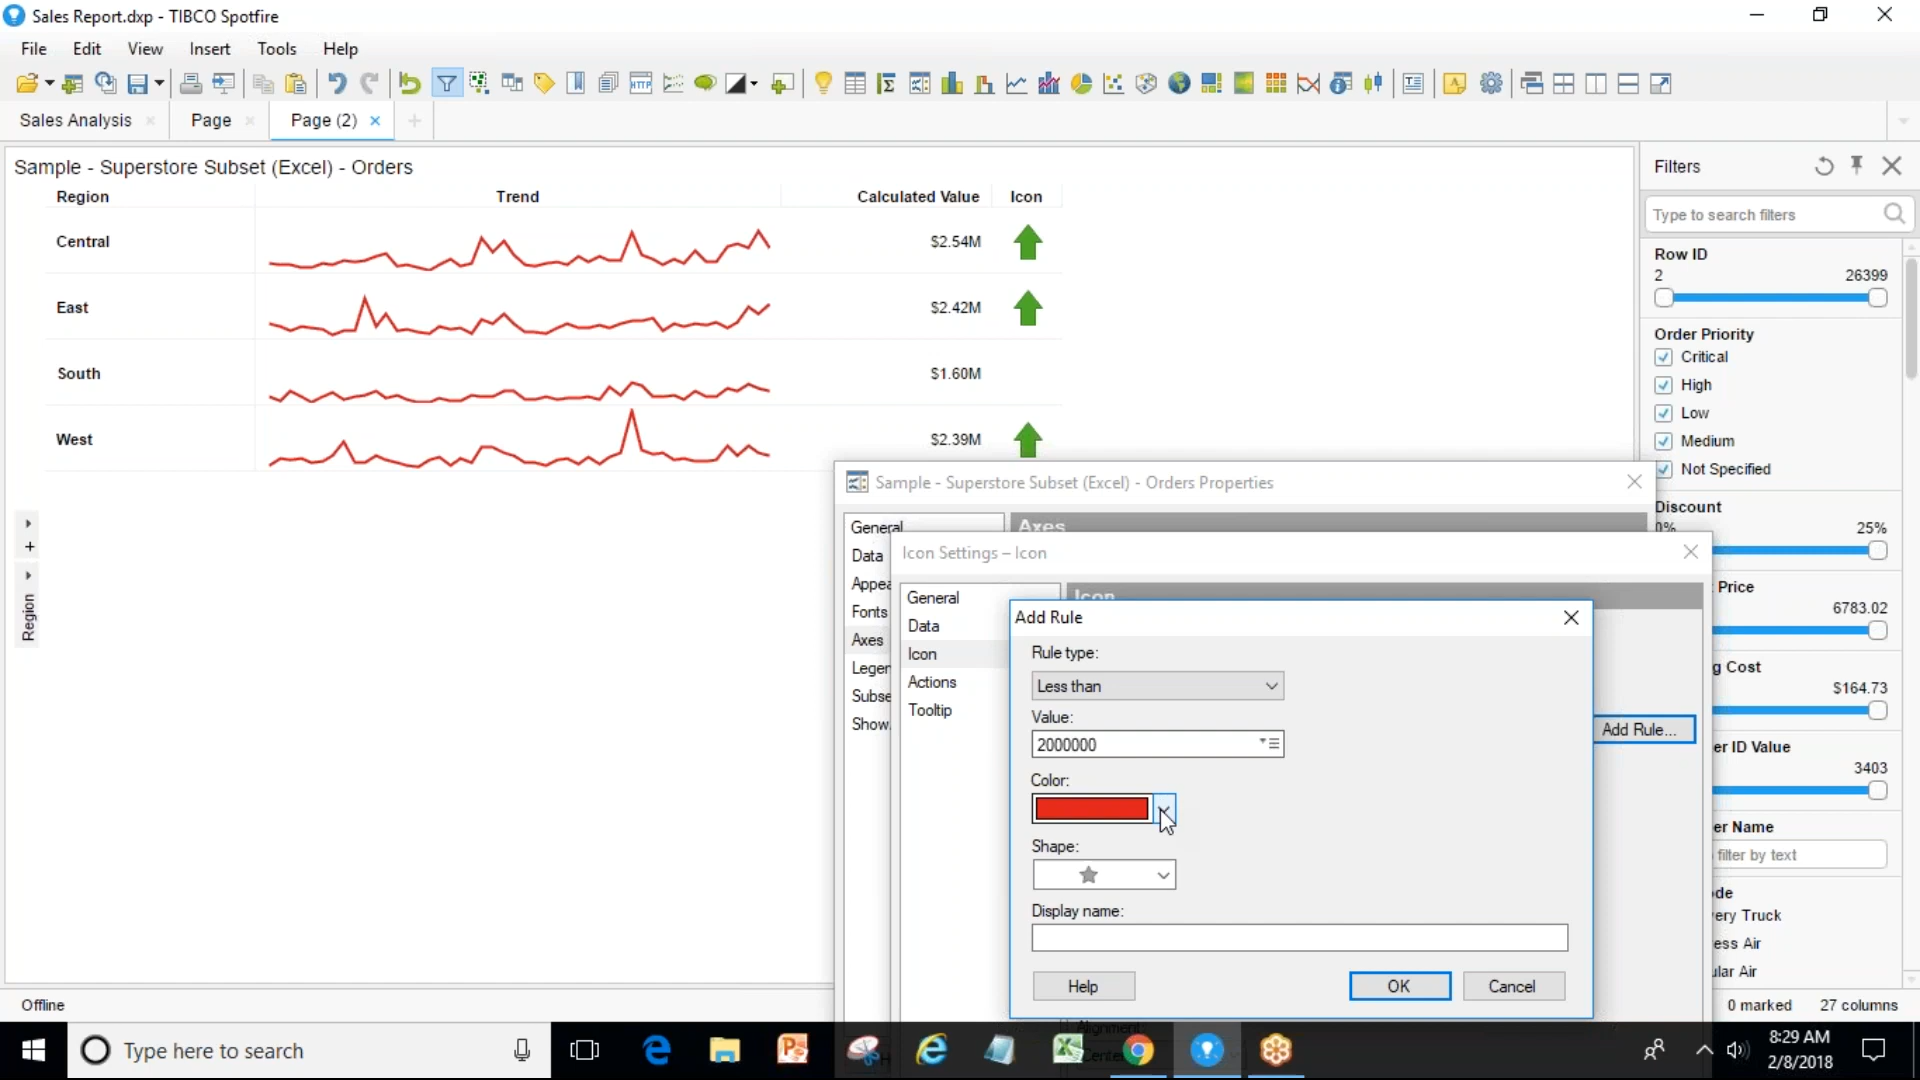 Sales Report.dxp - TIBCO Spotfire
File Edit View Insert Tools Help
HTTP
Sales Analysis Page Page (2)
Sample - Superstore Subset (Excel) - Orders
Region Trend Calculated Value Icon
Central $2.54M
East $2.42M
South $1.60M
West $2.39M
Region
Filters
Type to search filters
Row ID
2 26399
Order Priority
Critical
High
Low
Medium
Not Specified
Discount
0% 25%
Price
6783.02
g Cost
$164.73
er ID Value
3403
er Name
filter by text
ode
very Truck
ess Air
ular Air
Sample - Superstore Subset (Excel) - Orders Properties
General
Data
Appea
Fonts
Axes
Legen
Subse
Show
Axes
Icon Settings – Icon
General
Data
Icon
Actions
Tooltip
Icon
Add Rule...
Add Rule
Rule type:
Less than
Value:
2000000
Color:
Shape:
Display name:
Help OK Cancel
Alignment
Offline 0 marked 27 columns
Type here to search
8:29 AM
2/8/2018